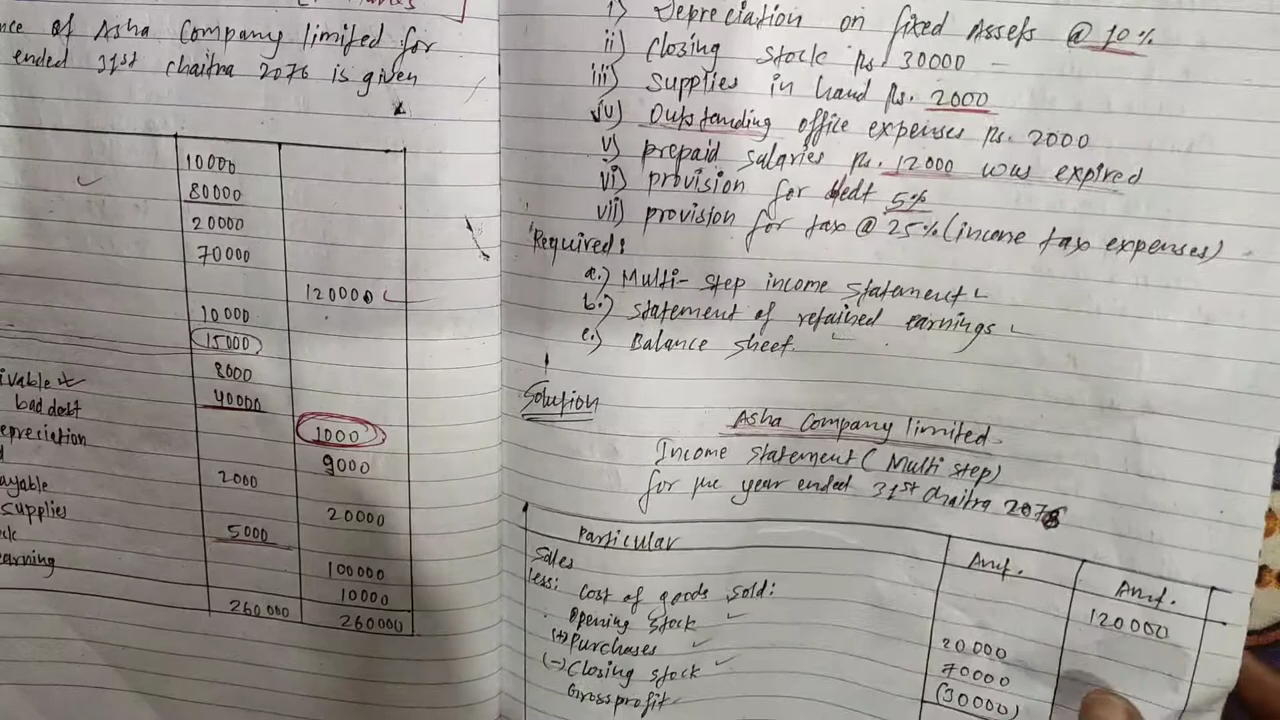 nce of Asha Company limited for
ended 31st chaitra 2076 is given
10000
80000
20000
70000
120000
10000
15000
8000
ivable
40000
bad debt
1000
epreciation
9000
ayable
2000
supplies
20000
ck
5000
earning
100000
10000
260000 260000
i) Depreciation on fixed Assets @ 10%
ii) closing stock Rs. 30000
iii) supplies in hand Rs. 2000
iv) Outstanding office expenses Rs. 2000
v) prepaid salaries Rs. 12000 was expired
vi) provision for debt 5%
vii) provision for tax @ 25% (income tax expenses)
Required:
a.) Multi-step income statement
b.) statement of retained earnings
c.) Balance sheet.
Solution
Asha Company limited.
Income statement (Multi step)
for the year ended 31st chaitra 2076
Particular Amt. Amt.
Sales 120000
less: Cost of goods sold:
Opening stock 20000
(+) Purchases 70000
(-) Closing stock (30000)
Gross profit